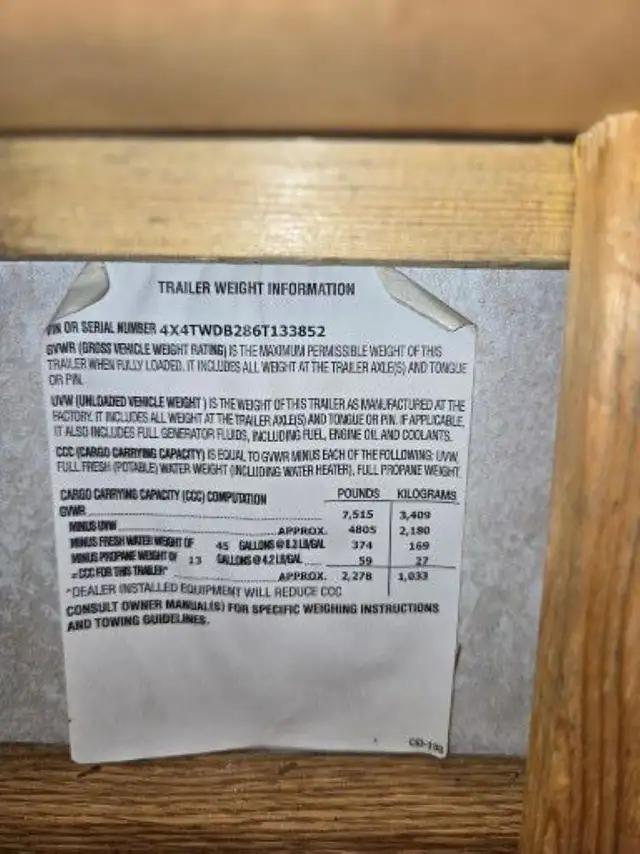 TRAILER WEIGHT INFORMATION
VIN OR SERIAL NUMBER 4X4TWDB286T133852
GVWR (GROSS VEHICLE WEIGHT RATING) IS THE MAXIMUM PERMISSIBLE WEIGHT OF THIS
TRAILER WHEN FULLY LOADED. IT INCLUDES ALL WEIGHT AT THE TRAILER AXLE(S) AND TONGUE
OR PIN.
UVW (UNLOADED VEHICLE WEIGHT) IS THE WEIGHT OF THIS TRAILER AS MANUFACTURED AT THE
FACTORY. IT INCLUDES ALL WEIGHT AT THE TRAILER AXLE(S) AND TONGUE OR PIN. IF APPLICABLE,
IT ALSO INCLUDES FULL GENERATOR FLUIDS, INCLUDING FUEL, ENGINE OIL AND COOLANTS.
CCC (CARGO CARRYING CAPACITY) IS EQUAL TO GVWR MINUS EACH OF THE FOLLOWING: UVW,
FULL FRESH (POTABLE) WATER WEIGHT (INCLUDING WATER HEATER), FULL PROPANE WEIGHT
CARGO CARRYING CAPACITY (CCC) COMPUTATION POUNDS KILOGRAMS
GVWR 7,515 3,409
MINUS UVW APPROX. 4805 2,180
MINUS FRESH WATER WEIGHT OF 45 GALLONS @ 8.2 LB/GAL 374 169
MINUS PROPANE WEIGHT OF 13 GALLONS @ 4.2 LB/GAL 59 27
=CCC FOR THIS TRAILER* APPROX. 2,278 1,033
*DEALER INSTALLED EQUIPMENT WILL REDUCE CCC
CONSULT OWNER MANUAL(S) FOR SPECIFIC WEIGHING INSTRUCTIONS
AND TOWING GUIDELINES.